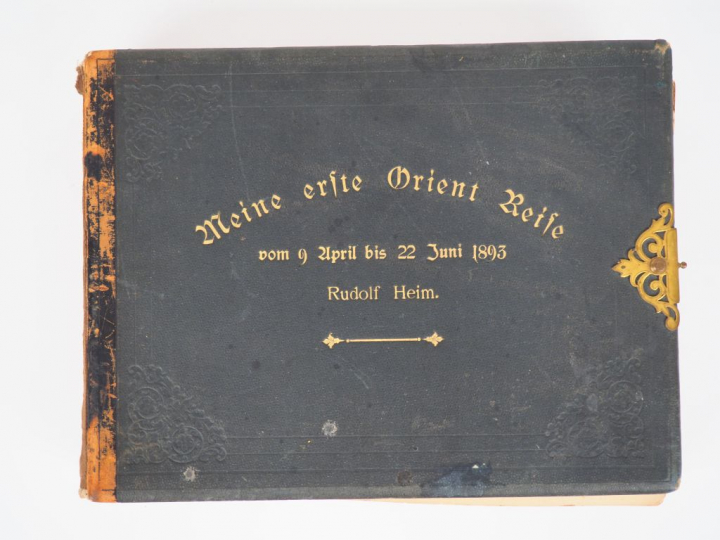 Meine erſte Orient Reiſe
vom 9 April bis 22 Juni 1893
Rudolf Heim.